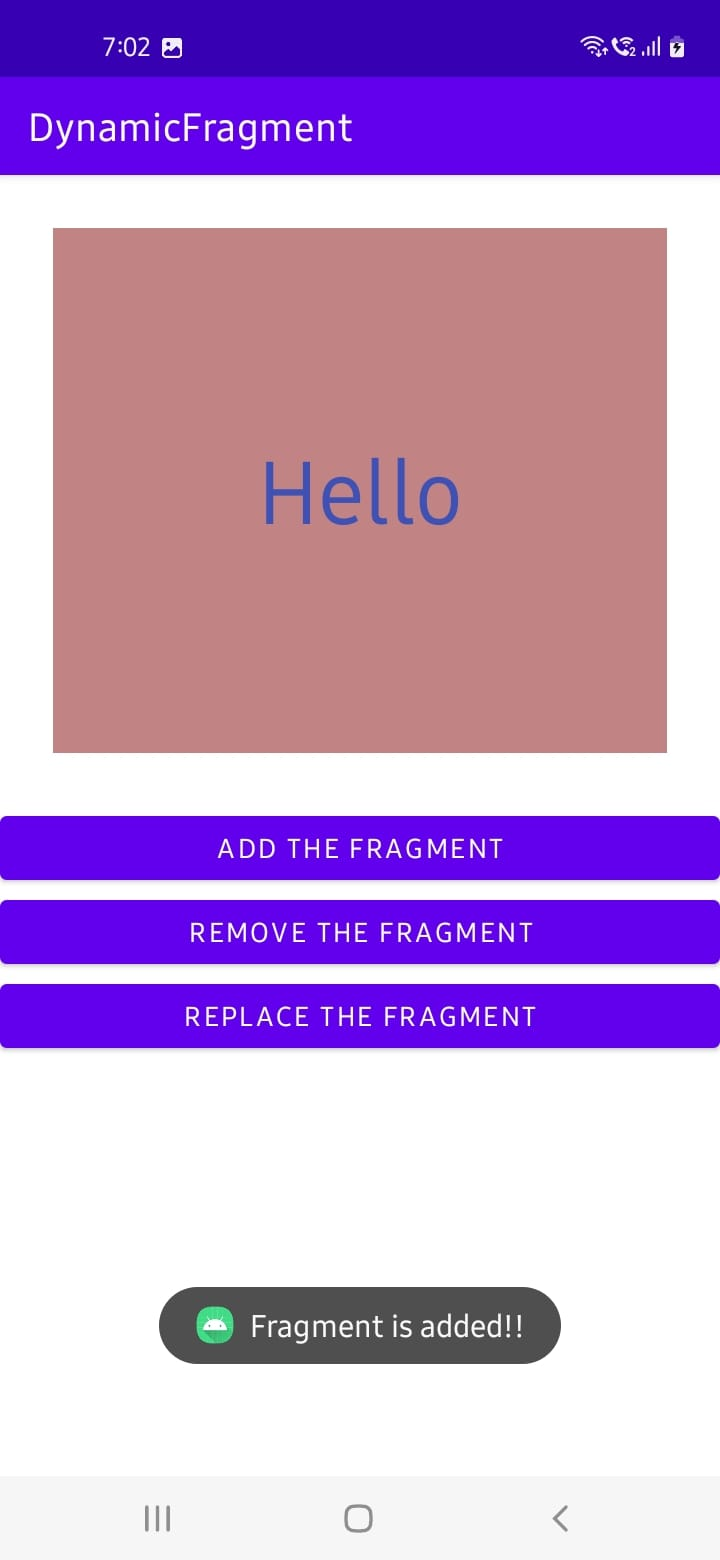 7:02
DynamicFragment
Hello
ADD THE FRAGMENT
REMOVE THE FRAGMENT
REPLACE THE FRAGMENT
Fragment is added!!